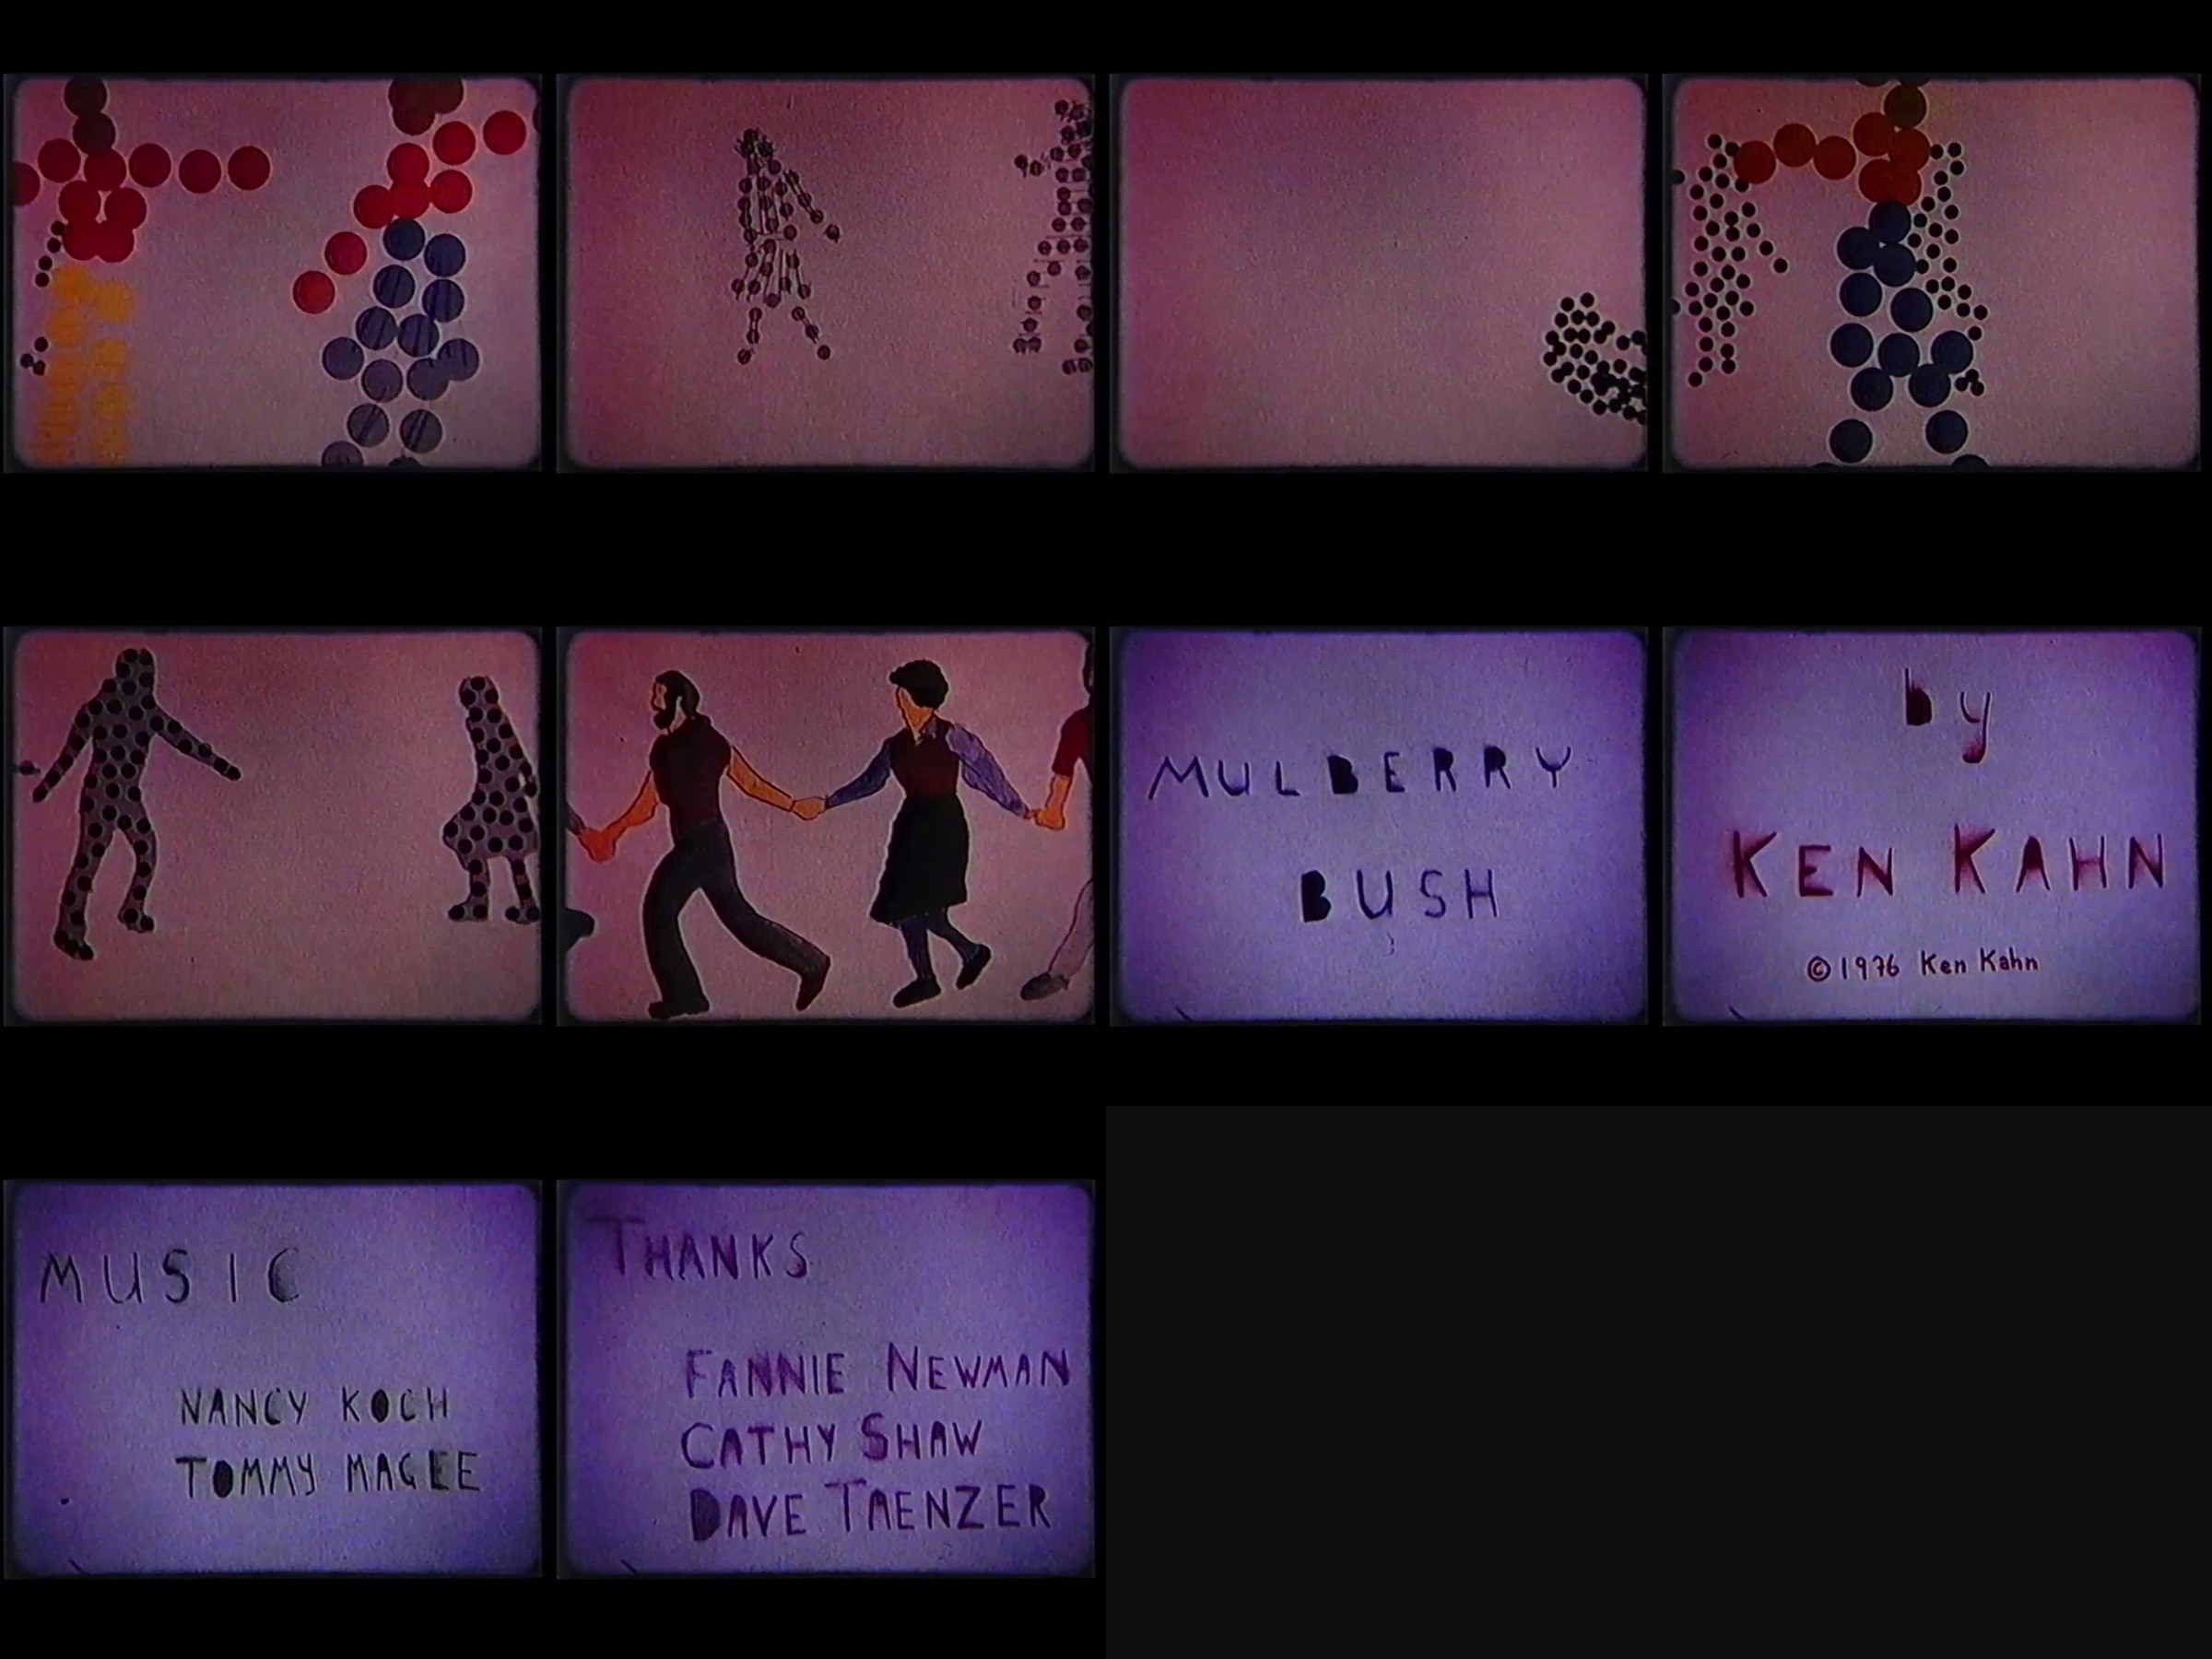 MULBERRY
BUSH
by
KEN KAHN
© 1976 Ken Kahn
MUSIC
NANCY KOCH
TOMMY MAGEE
THANKS
FANNIE NEWMAN
CATHY SHAW
DAVE TAENZER